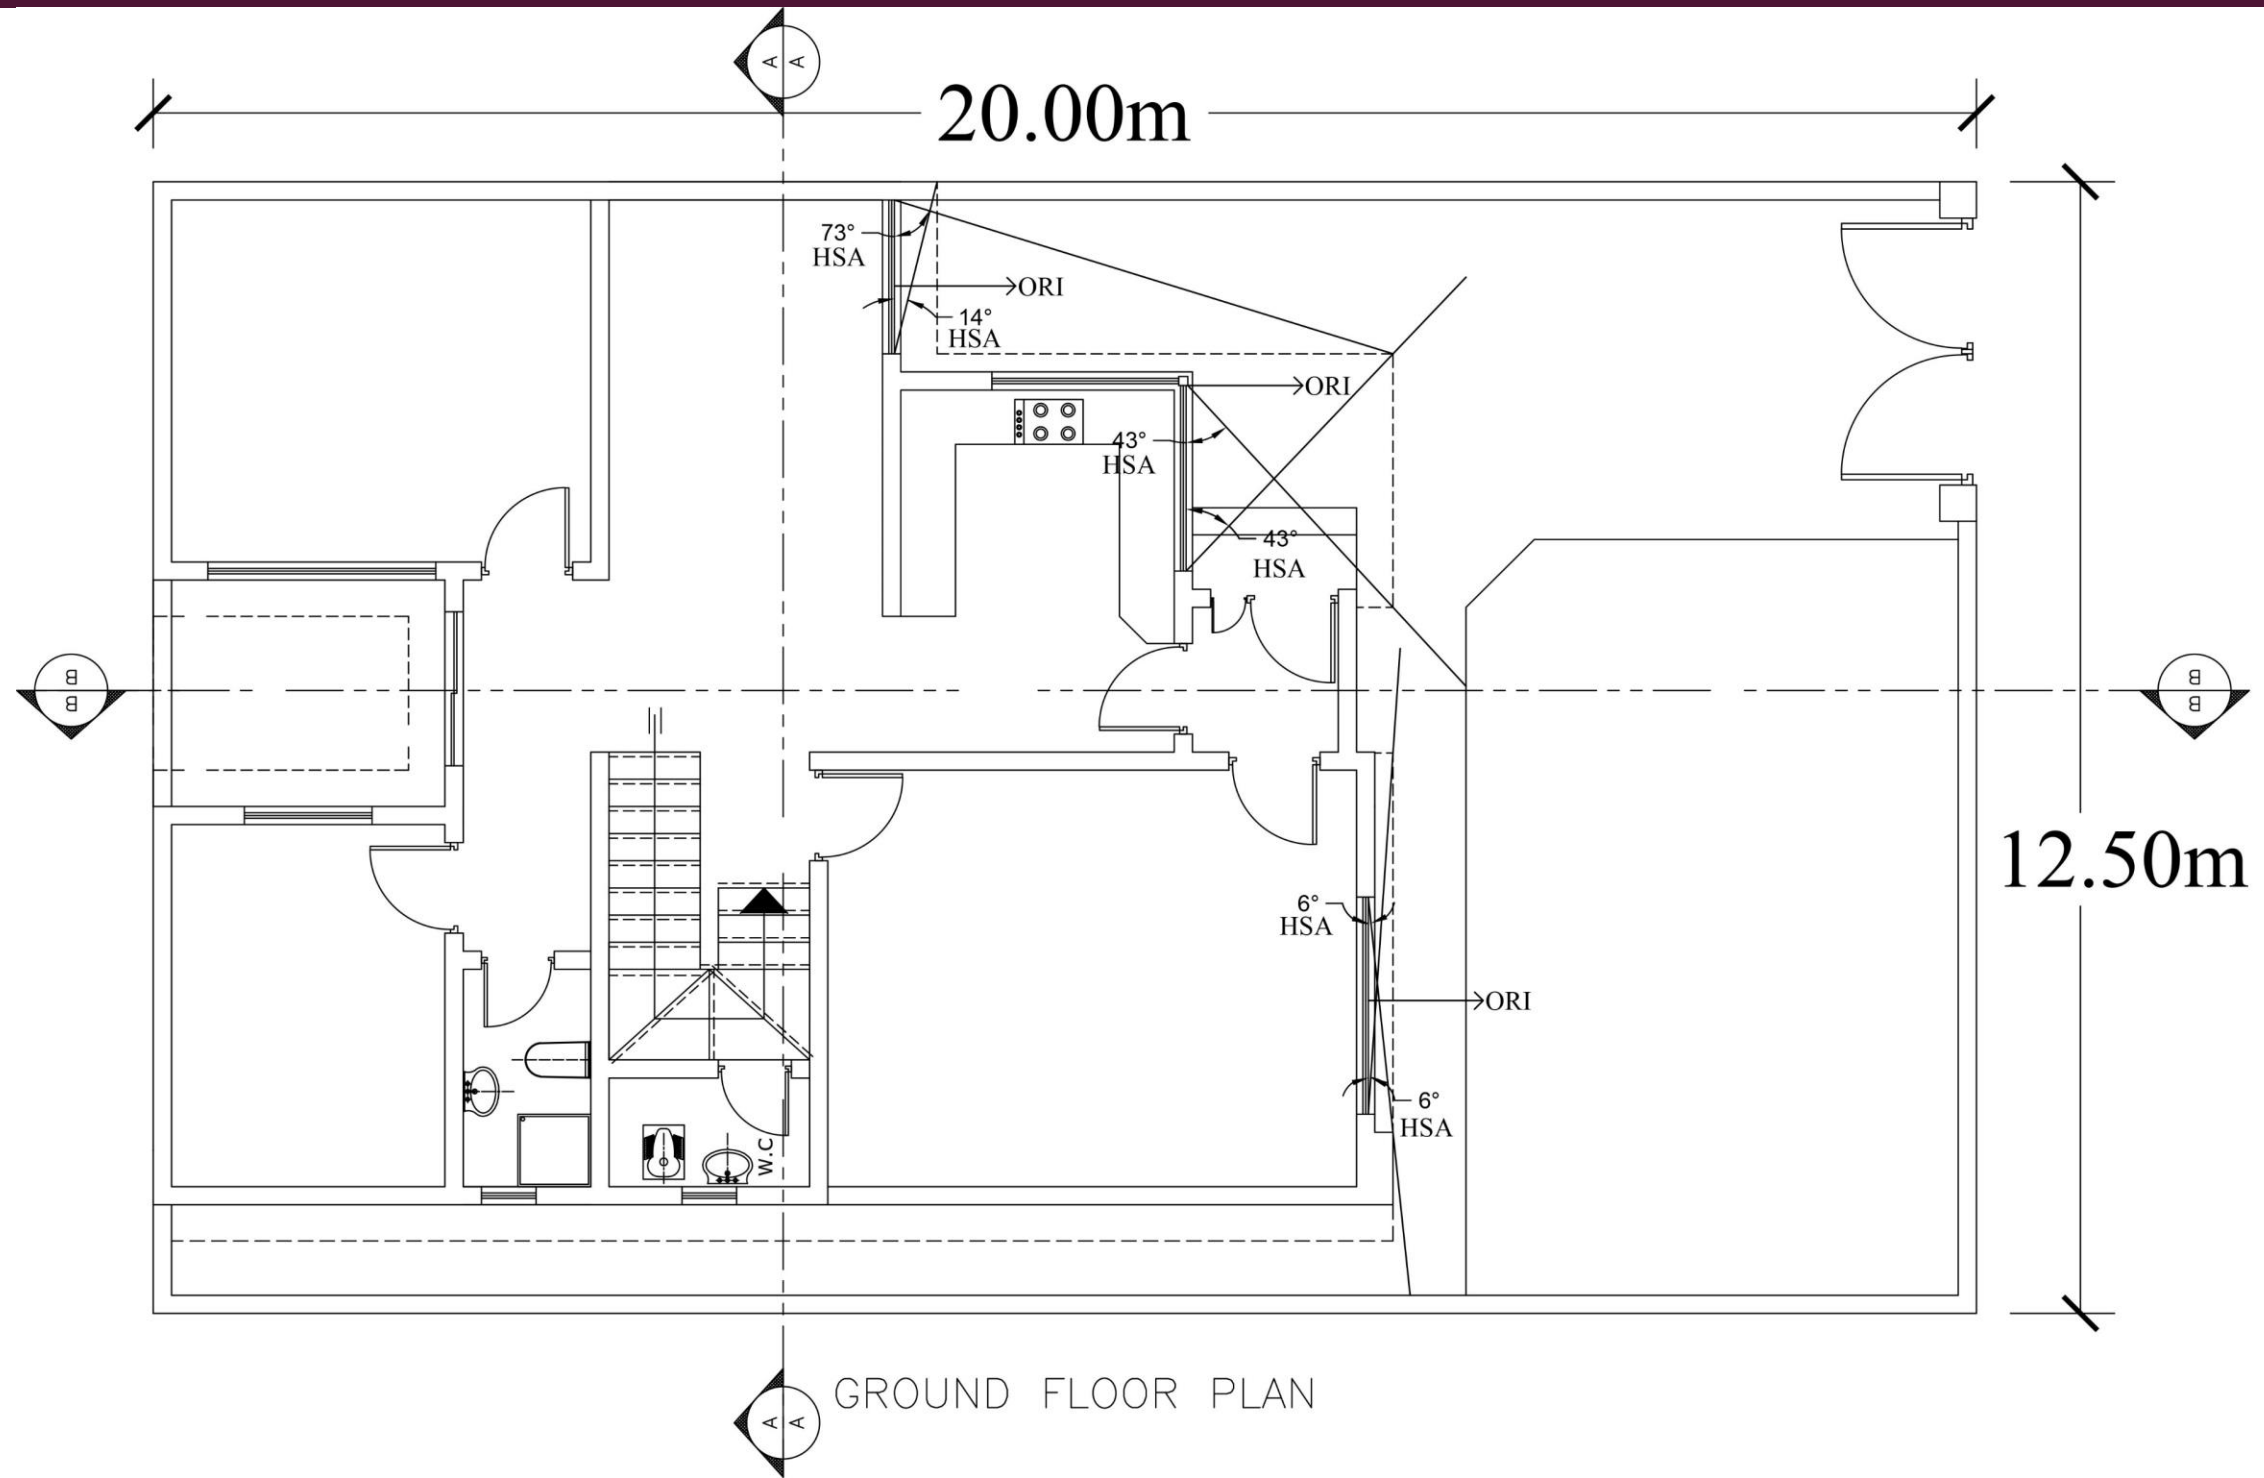 A A
20.00m
73°
HSA
ORI
14°
HSA
ORI
43°
HSA
43°
HSA
B
B
B
B
12.50m
6°
HSA
ORI
6°
HSA
W.C
GROUND FLOOR PLAN
A A